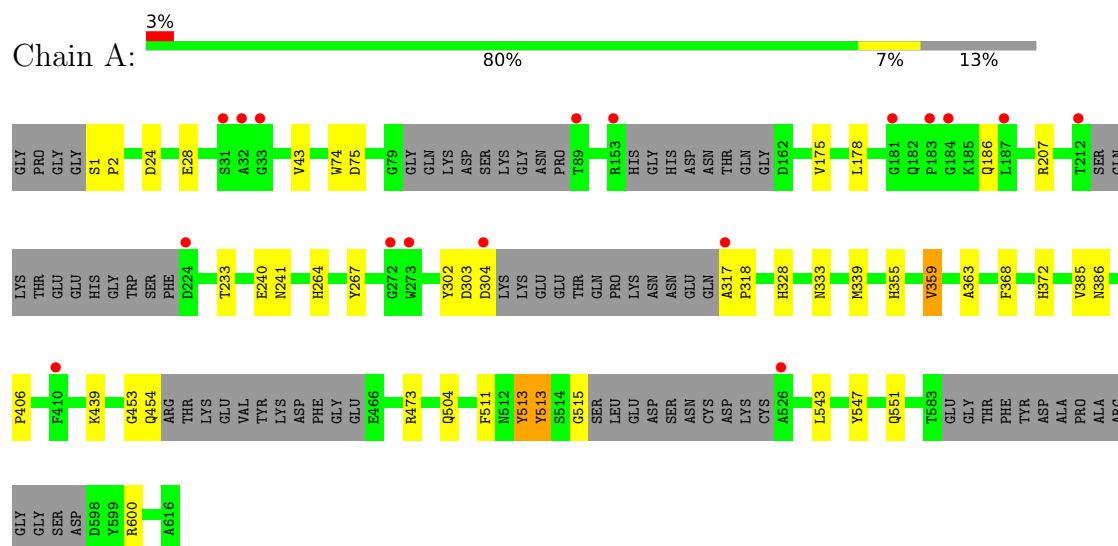 3%
Chain A:
80% 7% 13%
GLY PRO GLY GLY S1 P2 D24 E28 S31 A32 G33 V43 W74 D75 G79 GLY GLN LYS ASP SER LYS GLY ASN PRO T89 R153 HIS GLY HIS ASP ASN THR GLN GLY D162 V175 L178 G181 Q182 P183 G184 K185 Q186 L187 R207 T212 SER GLN
LYS THR GLU GLU HIS GLY TRP SER PHE D224 T233 E240 N241 H264 Y267 G272 W273 Y302 D303 D304 LYS LYS GLU GLU THR GLN PRO LYS ASN ASN GLU GLN A317 P318 H328 N333 M339 H355 V359 A363 F368 H372 V385 N386
P406 F410 K439 G453 Q454 ARG THR LYS GLU VAL TYR LYS ASP PHE GLY GLU E466 R473 Q504 F511 N512 Y513 Y513 S514 G515 SER LEU GLU ASP SER ASN CYS ASP LYS CYS A526 L543 Y547 Q551 T583 GLU GLY THR PHE TYR ASP ALA PRO ALA ARG
GLY GLY SER ASP D598 Y599 R600 A616